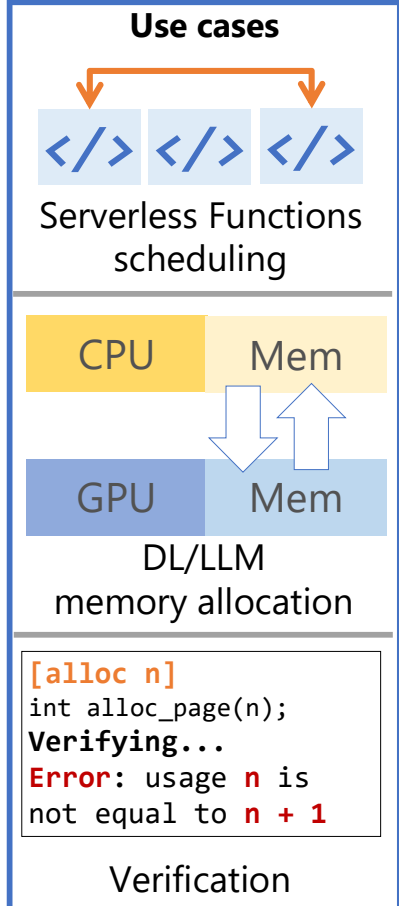 Use cases
</> </> </>
Serverless Functions
scheduling
CPU Mem
GPU Mem
DL/LLM
memory allocation
[alloc n]
int alloc_page(n);
Verifying...
Error: usage n is
not equal to n + 1
Verification